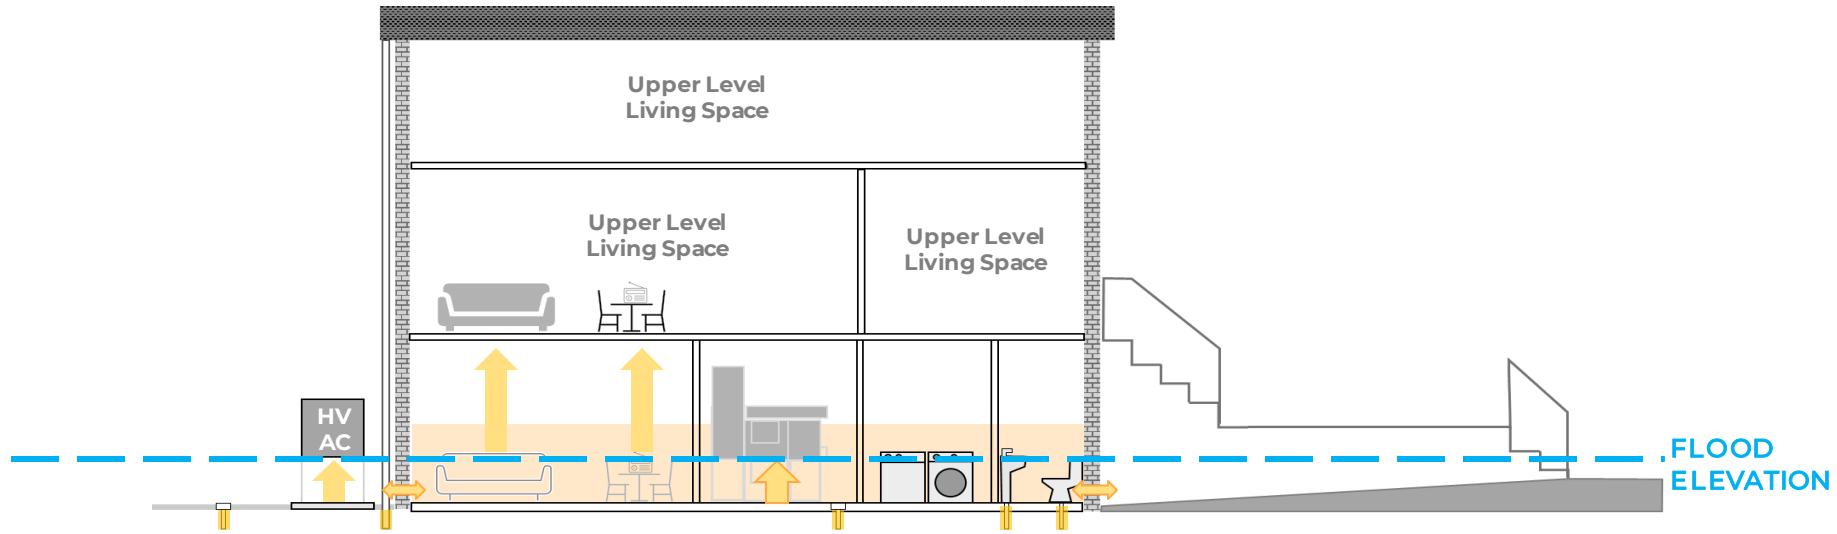 Upper Level
Living Space
Upper Level
Living Space
Upper Level
Living Space
HV
AC
FLOOD
ELEVATION